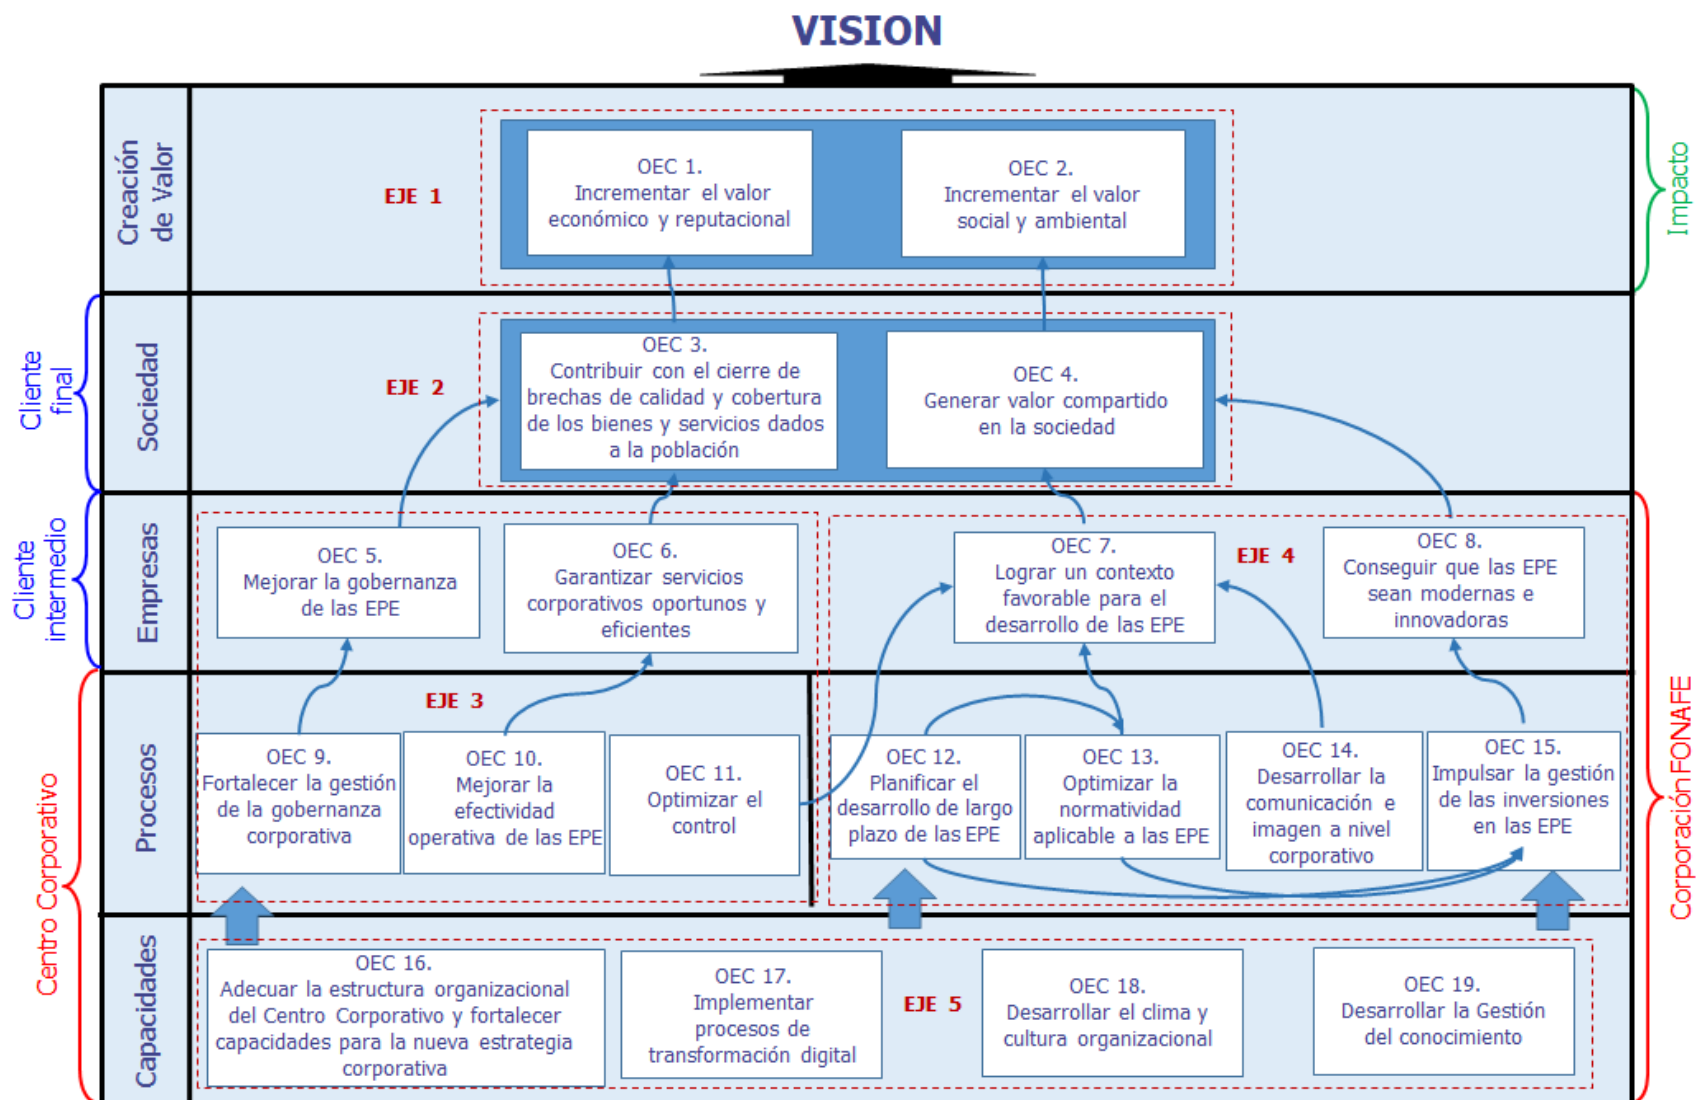 VISION
Creación
de Valor
EJE 1
OEC 1.
Incrementar el valor
económico y reputacional
OEC 2.
Incrementar el valor
social y ambiental
Impacto
Cliente
final
Sociedad
EJE 2
OEC 3.
Contribuir con el cierre de
brechas de calidad y cobertura
de los bienes y servicios dados
a la población
OEC 4.
Generar valor compartido
en la sociedad
Cliente
intermedio
Empresas
OEC 5.
Mejorar la gobernanza
de las EPE
OEC 6.
Garantizar servicios
corporativos oportunos y
eficientes
OEC 7.
Lograr un contexto
favorable para el
desarrollo de las EPE
EJE 4
OEC 8.
Conseguir que las EPE
sean modernas e
innovadoras
Centro Corporativo
Procesos
EJE 3
OEC 9.
Fortalecer la gestión
de la gobernanza
corporativa
OEC 10.
Mejorar la
efectividad
operativa de las EPE
OEC 11.
Optimizar el
control
OEC 12.
Planificar el
desarrollo de largo
plazo de las EPE
OEC 13.
Optimizar la
normatividad
aplicable a las EPE
OEC 14.
Desarrollar la
comunicación e
imagen a nivel
corporativo
OEC 15.
Impulsar la gestión
de las inversiones
en las EPE
Corporación FONAFE
Capacidades
OEC 16.
Adecuar la estructura organizacional
del Centro Corporativo y fortalecer
capacidades para la nueva estrategia
corporativa
OEC 17.
Implementar
procesos de
transformación digital
EJE 5
OEC 18.
Desarrollar el clima y
cultura organizacional
OEC 19.
Desarrollar la Gestión
del conocimiento